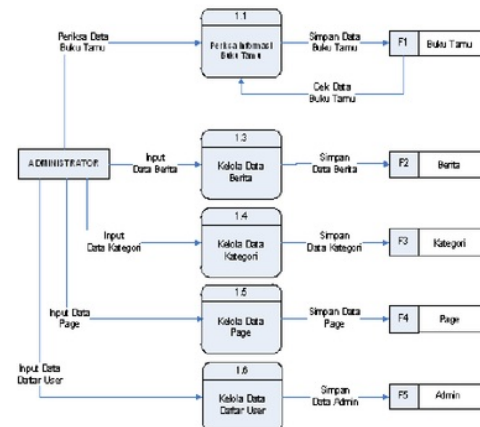 1.1
Periksa Data
Buku Tamu
Periksa Infomasi
Buku Tamu
Simpan Data
Buku Tamu
F1
Buku Tamu
Cek Data
Buku Tamu
ADMINISTRATOR
Input
Data Berita
1.3
Kelola Data
Berita
Simpan
Data Berita
F2
Berita
Input
Data Kategori
1.4
Kelola Data
Kategori
Simpan
Data Kategori
F3
Kategori
Input Data
Page
1.5
Kelola Data
Page
Simpan Data
Page
F4
Page
Input Data
Daftar User
1.6
Kelola Data
Daftar User
Simpan
Data Admin
F5
Admin